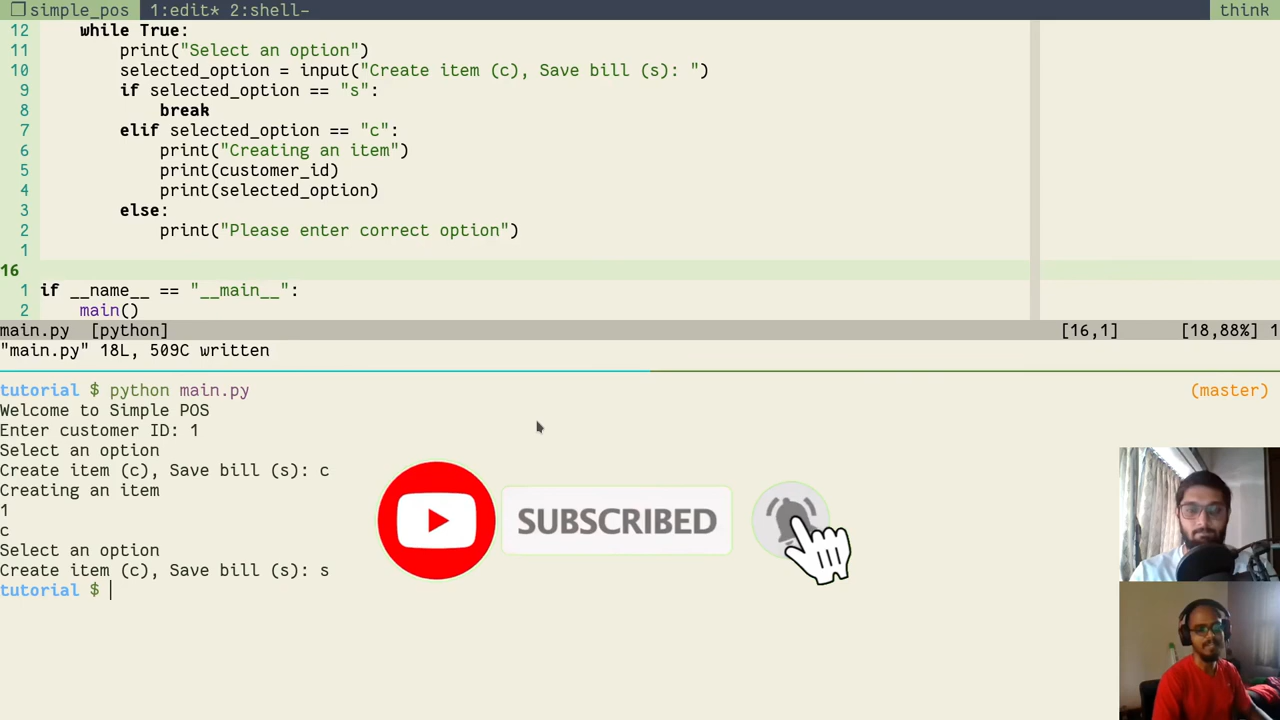 simple_pos 1:edit* 2:shell- think
12 while True:
11 print("Select an option")
10 selected_option = input("Create item (c), Save bill (s): ")
9 if selected_option == "s":
8 break
7 elif selected_option == "c":
6 print("Creating an item")
5 print(customer_id)
4 print(selected_option)
3 else:
2 print("Please enter correct option")
1
16
1 if __name__ == "__main__":
2 main()
main.py [python] [16,1] [18,88%] 1
"main.py" 18L, 509C written
tutorial $ python main.py (master)
Welcome to Simple POS
Enter customer ID: 1
Select an option
Create item (c), Save bill (s): c
Creating an item
1
c
Select an option
Create item (c), Save bill (s): s
tutorial $
SUBSCRIBED